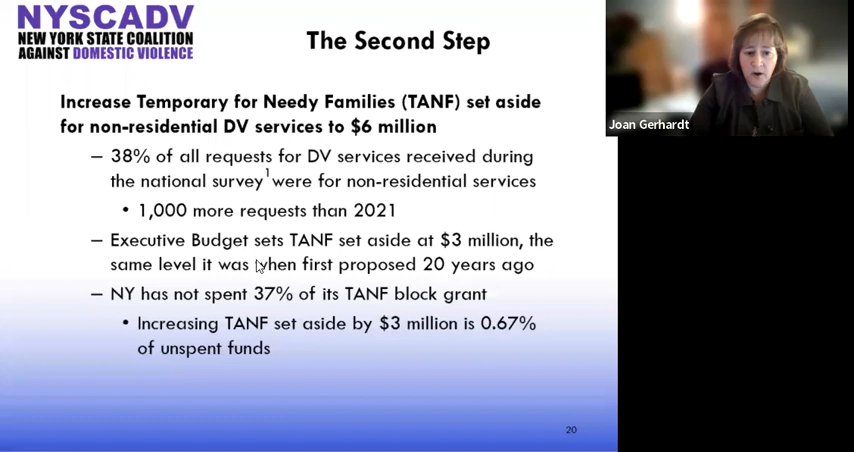 NYSCADV
NEW YORK STATE COALITION
AGAINST DOMESTIC VIOLENCE
The Second Step
Joan Gerhardt
Increase Temporary for Needy Families (TANF) set aside
for non-residential DV services to $6 million
– 38% of all requests for DV services received during
the national survey¹ were for non-residential services
• 1,000 more requests than 2021
– Executive Budget sets TANF set aside at $3 million, the
same level it was when first proposed 20 years ago
– NY has not spent 37% of its TANF block grant
• Increasing TANF set aside by $3 million is 0.67%
of unspent funds
20